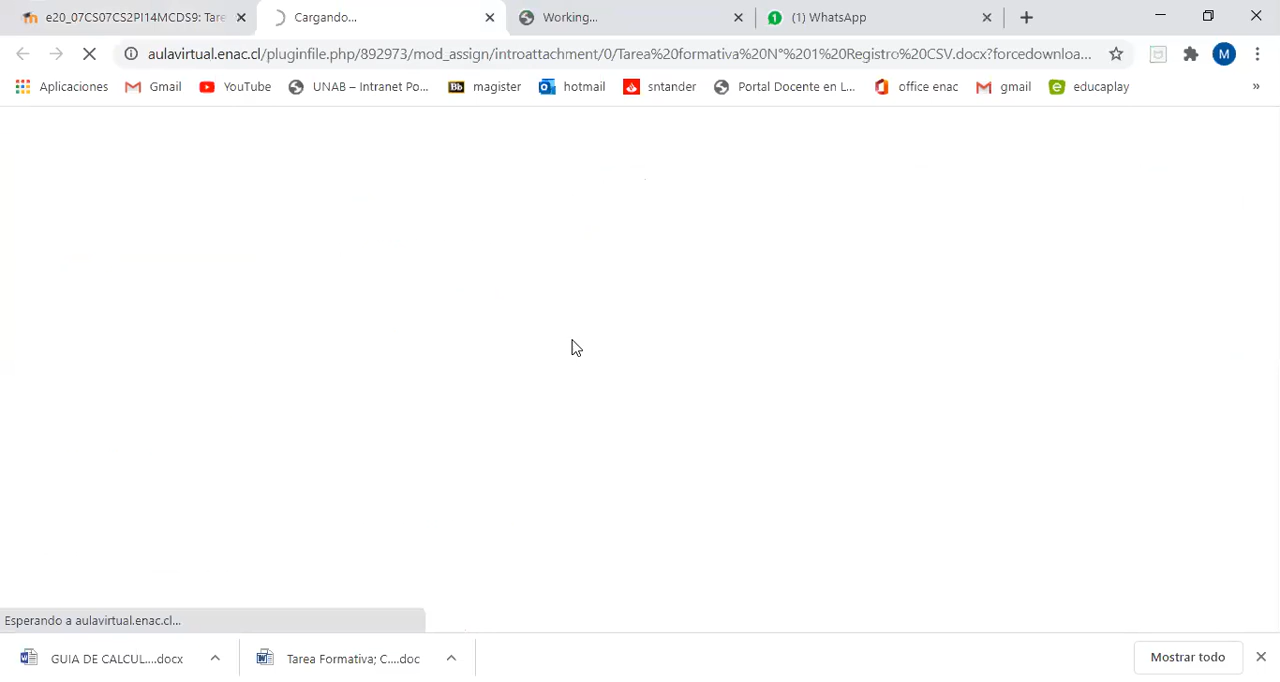 e20_07CS07CS2PI14MCDS9: Tare
Cargando...
Working...
(1) WhatsApp
aulavirtual.enac.cl/pluginfile.php/892973/mod_assign/introattachment/0/Tarea%20formativa%20N°%201%20Registro%20CSV.docx?forcedownloa...
M
Aplicaciones
Gmail
YouTube
UNAB – Intranet Po...
Bb magister
hotmail
sntander
Portal Docente en L...
office enac
gmail
e educaplay
»
Esperando a aulavirtual.enac.cl...
GUIA DE CALCUL....docx
Tarea Formativa; C....doc
Mostrar todo